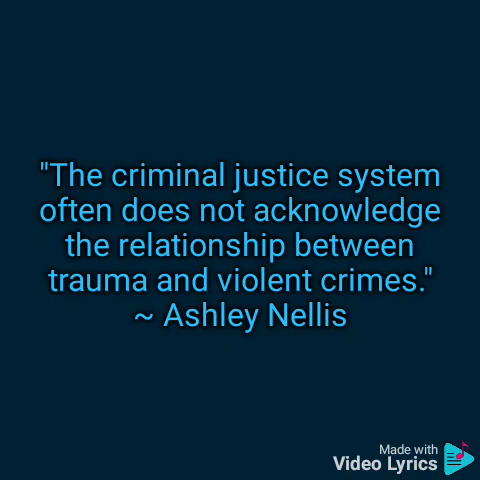 "The criminal justice system
often does not acknowledge
the relationship between
trauma and violent crimes."
~ Ashley Nellis
Made with
Video Lyrics